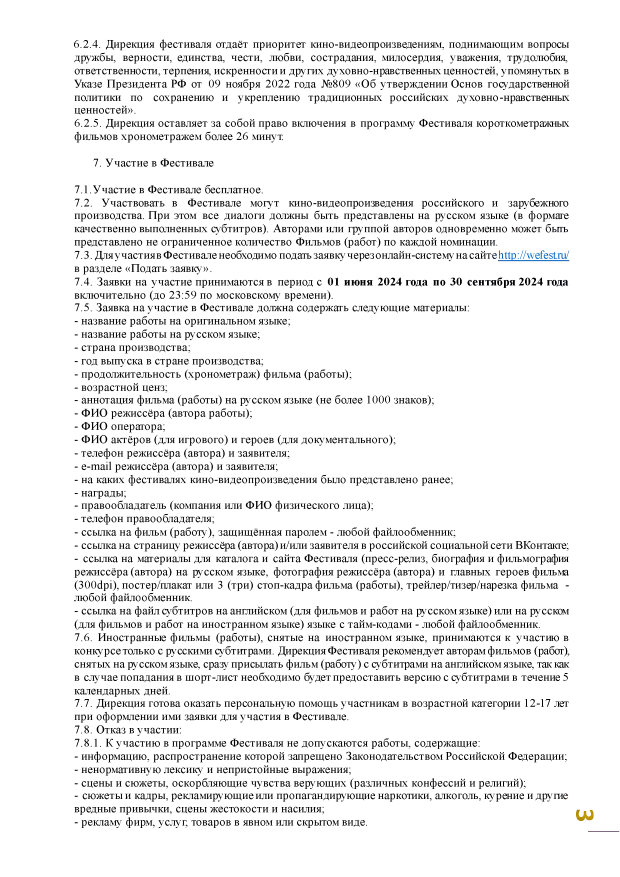 6.2.4. Дирекция фестиваля отдаёт приоритет кино-видеопроизведениям, поднимающим вопросы
дружбы, верности, единства, чести, любви, сострадания, милосердия, уважения, трудолюбия,
ответственности, терпения, искренности и других духовно-нравственных ценностей, упомянутых в
Указе Президента РФ от 09 ноября 2022 года №809 «Об утверждении Основ государственной
политики по сохранению и укреплению традиционных российских духовно-нравственных
ценностей».
6.2.5. Дирекция оставляет за собой право включения в программу Фестиваля короткометражных
фильмов хронометражем более 26 минут.
7. Участие в Фестивале
7.1.Участие в Фестивале бесплатное.
7.2. Участвовать в Фестивале могут кино-видеопроизведения российского и зарубежного
производства. При этом все диалоги должны быть представлены на русском языке (в формате
качественно выполненных субтитров). Авторами или группой авторов одновременно может быть
представлено не ограниченное количество Фильмов (работ) по каждой номинации.
7.3. Для участия в Фестивале необходимо подать заявку через онлайн-систему на сайте http://wefest.ru/
в разделе «Подать заявку».
7.4. Заявки на участие принимаются в период с 01 июня 2024 года по 30 сентября 2024 года
включительно (до 23:59 по московскому времени).
7.5. Заявка на участие в Фестивале должна содержать следующие материалы:
- название работы на оригинальном языке;
- название работы на русском языке;
- страна производства;
- год выпуска в стране производства;
- продолжительность (хронометраж) фильма (работы);
- возрастной ценз;
- аннотация фильма (работы) на русском языке (не более 1000 знаков);
- ФИО режиссёра (автора работы);
- ФИО оператора;
- ФИО актёров (для игрового) и героев (для документального);
- телефон режиссёра (автора) и заявителя;
- e-mail режиссёра (автора) и заявителя;
- на каких фестивалях кино-видеопроизведения было представлено ранее;
- награды;
- правообладатель (компания или ФИО физического лица);
- телефон правообладателя;
- ссылка на фильм (работу), защищённая паролем - любой файлообменник;
- ссылка на страницу режиссёра (автора) и/или заявителя в российской социальной сети ВКонтакте;
- ссылка на материалы для каталога и сайта Фестиваля (пресс-релиз, биография и фильмография
режиссёра (автора) на русском языке, фотография режиссёра (автора) и главных героев фильма
(300dpi), постер/плакат или 3 (три) стоп-кадра фильма (работы), трейлер/тизер/нарезка фильма -
любой файлообменник.
- ссылка на файл субтитров на английском (для фильмов и работ на русском языке) или на русском
(для фильмов и работ на иностранном языке) языке с тайм-кодами - любой файлообменник.
7.6. Иностранные фильмы (работы), снятые на иностранном языке, принимаются к участию в
конкурсе только с русскими субтитрами. Дирекция Фестиваля рекомендует авторам фильмов (работ),
снятых на русском языке, сразу присылать фильм (работу) с субтитрами на английском языке, так как
в случае попадания в шорт-лист необходимо будет предоставить версию с субтитрами в течение 5
календарных дней.
7.7. Дирекция готова оказать персональную помощь участникам в возрастной категории 12-17 лет
при оформлении ими заявки для участия в Фестивале.
7.8. Отказ в участии:
7.8.1. К участию в программе Фестиваля не допускаются работы, содержащие:
- информацию, распространение которой запрещено Законодательством Российской Федерации;
- ненормативную лексику и непристойные выражения;
- сцены и сюжеты, оскорбляющие чувства верующих (различных конфессий и религий);
- сюжеты и кадры, рекламирующие или пропагандирующие наркотики, алкоголь, курение и другие
вредные привычки, сцены жестокости и насилия;
- рекламу фирм, услуг, товаров в явном или скрытом виде.
3